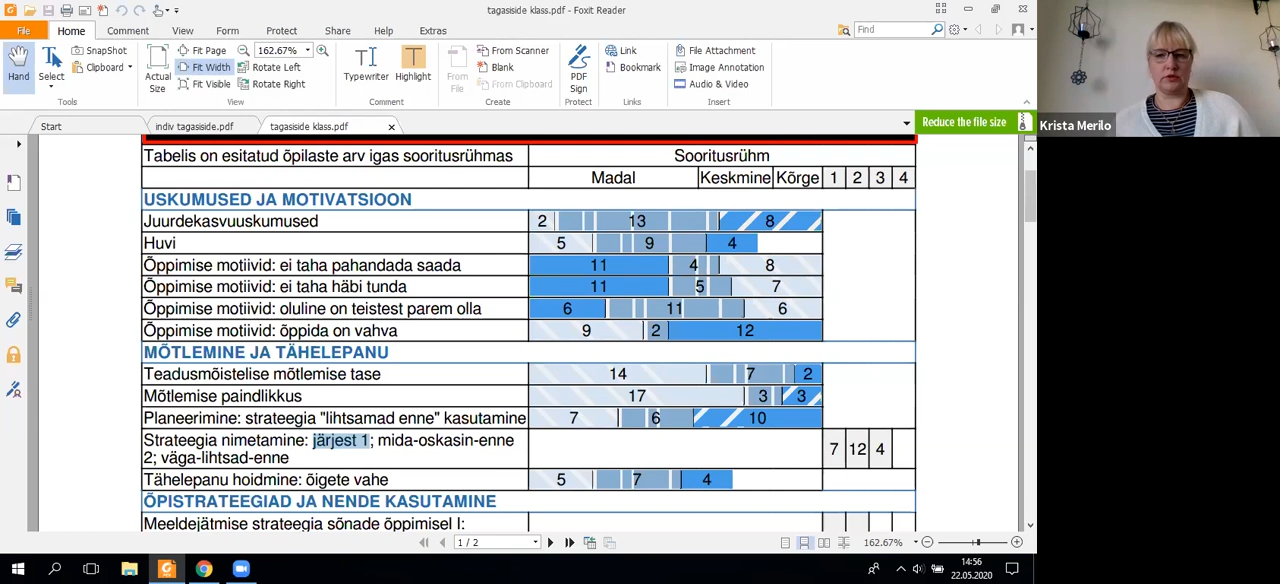 tagasiside klass.pdf - Foxit Reader
File Home Comment View Form Protect Share Help Extras
Find
Hand
Select
SnapShot
Clipboard
Tools
Actual Size
Fit Page
Fit Width
Fit Visible
162.67%
Rotate Left
Rotate Right
View
Typewriter
Highlight
Comment
From File
From Scanner
Blank
From Clipboard
Create
PDF Sign
Protect
Link
Bookmark
Links
File Attachment
Image Annotation
Audio & Video
Insert
Start
indiv tagasiside.pdf
tagasiside klass.pdf
Reduce the file size
Krista Merilo
Tabelis on esitatud õpilaste arv igas sooritusrühmas Sooritusrühm
Madal Keskmine Kõrge 1 2 3 4
USKUMUSED JA MOTIVATSIOON
Juurdekasvuuskumused 2 13 8
Huvi 5 9 4
Õppimise motiivid: ei taha pahandada saada 11 4 8
Õppimise motiivid: ei taha häbi tunda 11 5 7
Õppimise motiivid: oluline on teistest parem olla 6 11 6
Õppimise motiivid: õppida on vahva 9 2 12
MÕTLEMINE JA TÄHELEPANU
Teadusmõistelise mõtlemise tase 14 7 2
Mõtlemise paindlikkus 17 3 3
Planeerimine: strateegia "lihtsamad enne" kasutamine 7 6 10
Strateegia nimetamine: järjest 1; mida-oskasin-enne
2; väga-lihtsad-enne 7 12 4
Tähelepanu hoidmine: õigete vahe 5 7 4
ÕPISTRATEEGIAD JA NENDE KASUTAMINE
Meeldejätmise strateegia sõnade õppimisel I:
1 / 2
162.67%
14:56
22.05.2020